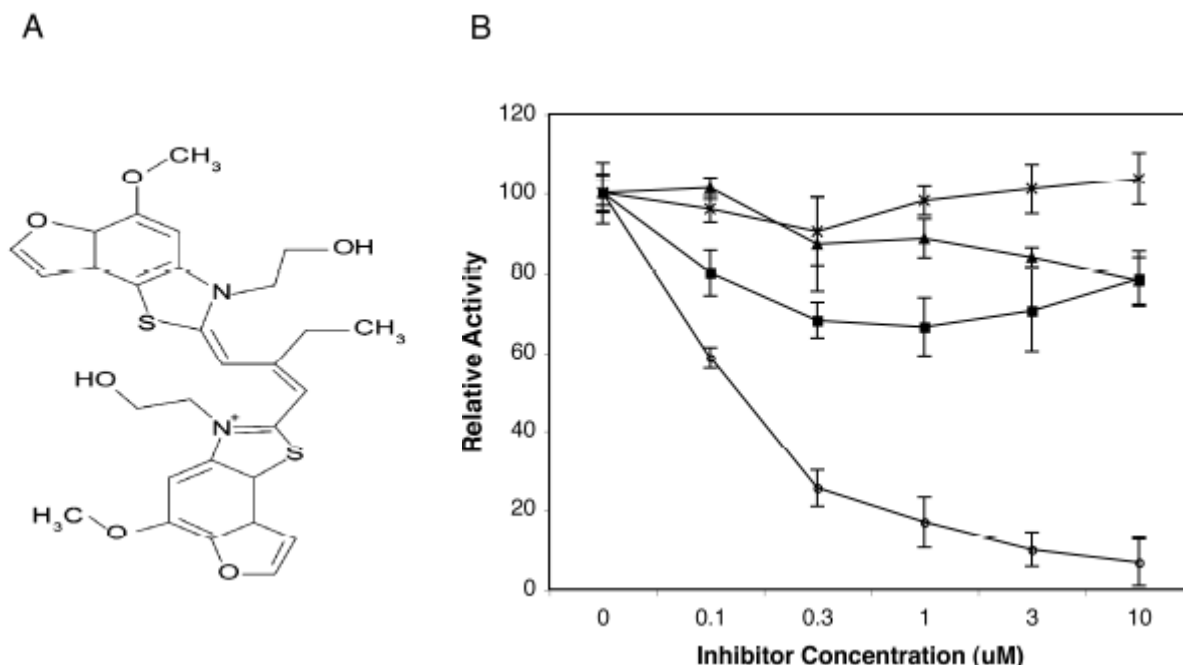 A
B
CH₃
O
O
OH
N
S
CH₃
HO
N⁺
S
H₃C
O
O
Relative Activity
120
100
80
60
40
20
0
0 0.1 0.3 1 3 10
Inhibitor Concentration (uM)